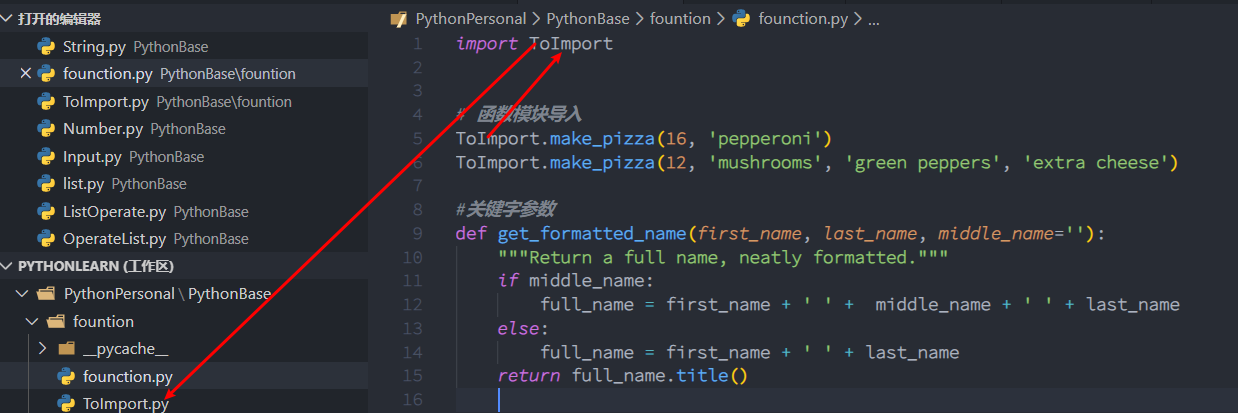 打开的编辑器
String.py PythonBase
founction.py PythonBase\fountion
ToImport.py PythonBase\fountion
Number.py PythonBase
Input.py PythonBase
list.py PythonBase
ListOperate.py PythonBase
OperateList.py PythonBase
PYTHONLEARN (工作区)
PythonPersonal \ PythonBase
fountion
__pycache__
founction.py
ToImport.py
PythonPersonal > PythonBase > fountion > founction.py > ...
1 import ToImport
2
3
4 # 函数模块导入
5 ToImport.make_pizza(16, 'pepperoni')
6 ToImport.make_pizza(12, 'mushrooms', 'green peppers', 'extra cheese')
7
8 #关键字参数
9 def get_formatted_name(first_name, last_name, middle_name=''):
10 """Return a full name, neatly formatted."""
11 if middle_name:
12 full_name = first_name + ' ' + middle_name + ' ' + last_name
13 else:
14 full_name = first_name + ' ' + last_name
15 return full_name.title()
16